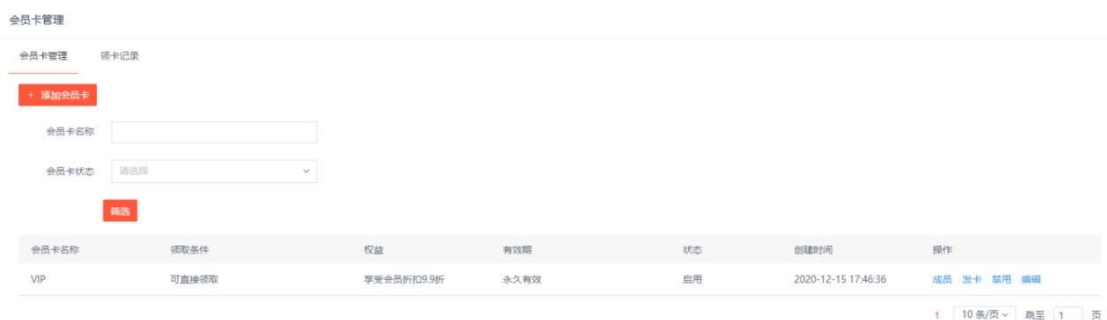 会员卡管理
会员卡管理 领卡记录
+ 添加会员卡
会员卡名称
会员卡状态 请选择
筛选
会员卡名称 领取条件 权益 有效期 状态 创建时间 操作
VIP 可直接领取 享受会员折扣9.9折 永久有效 启用 2020-12-15 17:46:36 成员 发卡 禁用 编辑
1 10 条/页 跳至 1 页